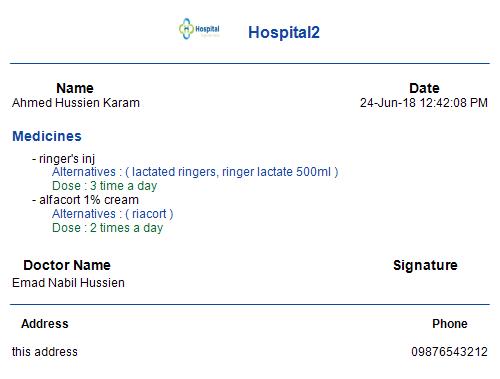 Hospital
Hospital2
Name Date
Ahmed Hussien Karam 24-Jun-18 12:42:08 PM
Medicines
- ringer's inj
Alternatives : ( lactated ringers, ringer lactate 500ml )
Dose : 3 time a day
- alfacort 1% cream
Alternatives : ( riacort )
Dose : 2 times a day
Doctor Name Signature
Emad Nabil Hussien
Address Phone
this address 09876543212